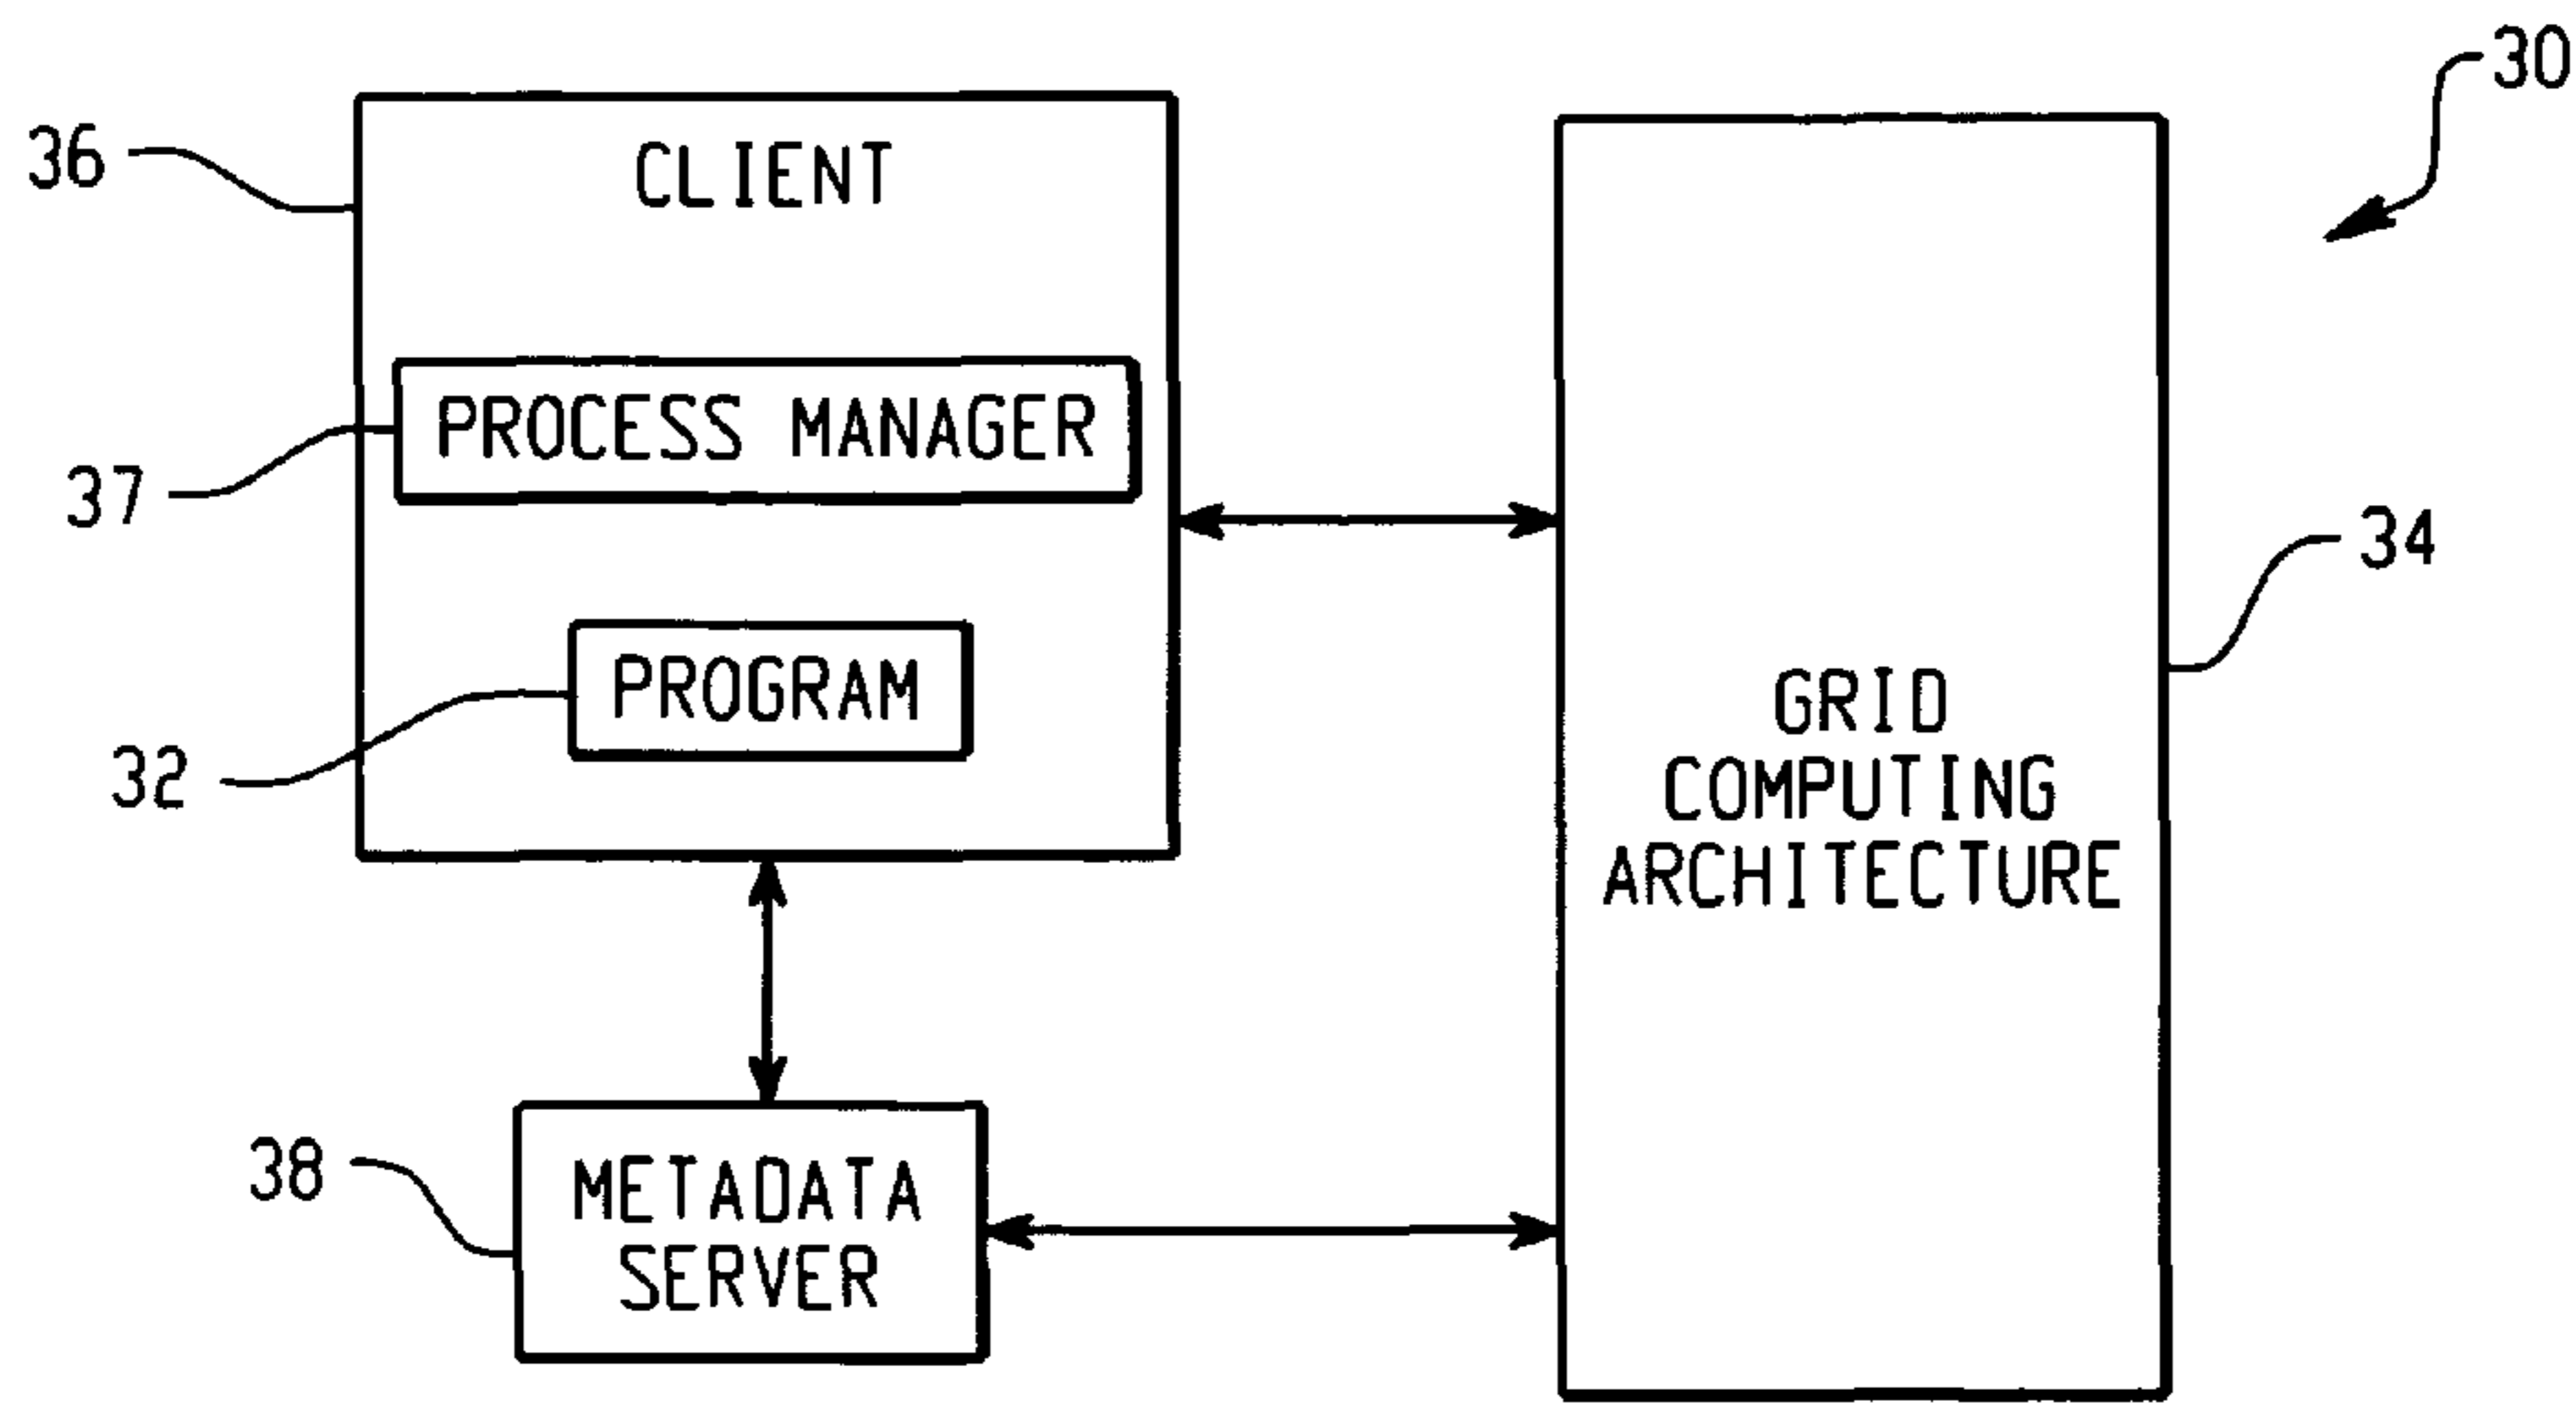 30
36
CLIENT
PROCESS MANAGER
37
34
PROGRAM
32
GRID
COMPUTING
ARCHITECTURE
38
METADATA
SERVER